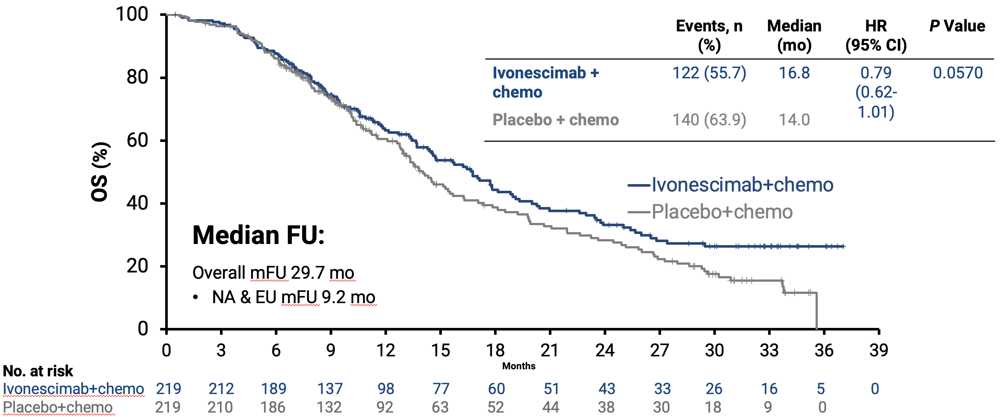 Events, n Median HR P Value
(%) (mo) (95% CI)
Ivonescimab + 122 (55.7) 16.8 0.79 0.0570
chemo (0.62-
1.01)
Placebo + chemo 140 (63.9) 14.0
100
80
60
40
20
0
OS (%)
Ivonescimab+chemo
Placebo+chemo
Median FU:
Overall mFU 29.7 mo
• NA & EU mFU 9.2 mo
0 3 6 9 12 15 18 21 24 27 30 33 36 39
Months
No. at risk
Ivonescimab+chemo 219 212 189 137 98 77 60 51 43 33 26 16 5 0
Placebo+chemo 219 210 186 132 92 63 52 44 38 30 18 9 0